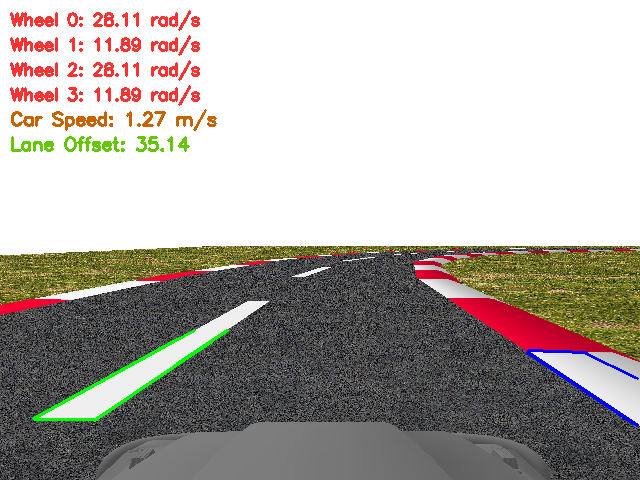 Wheel 0: 28.11 rad/s
Wheel 1: 11.89 rad/s
Wheel 2: 28.11 rad/s
Wheel 3: 11.89 rad/s
Car Speed: 1.27 m/s
Lane Offset: 35.14